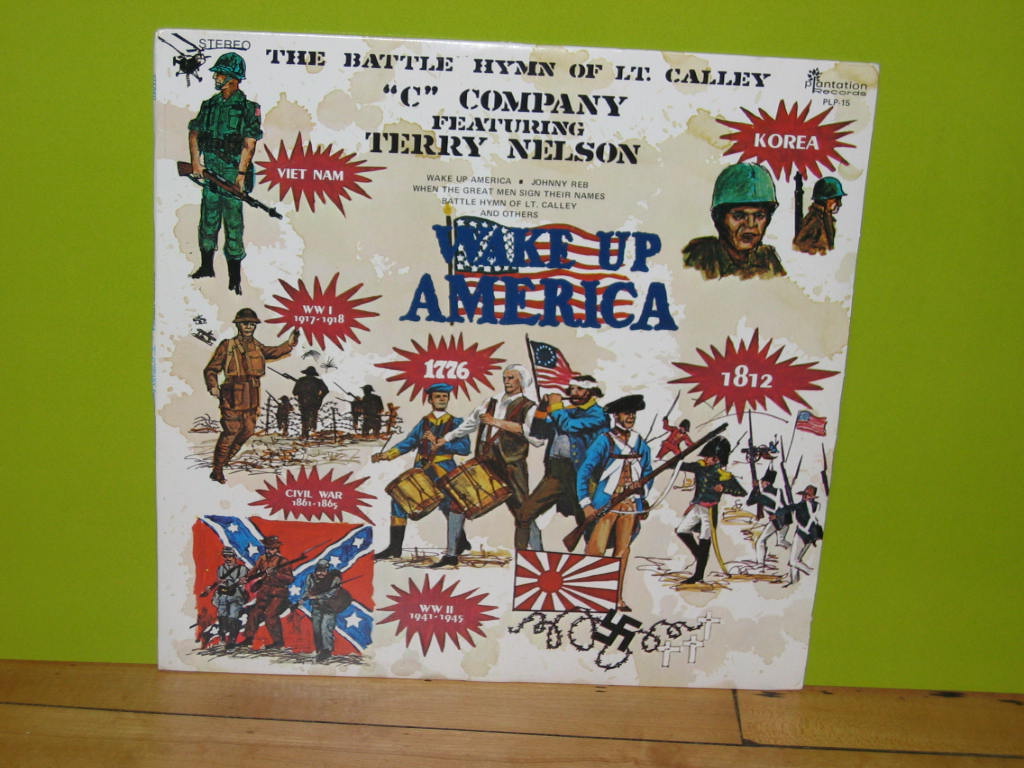 STEREO
THE BATTLE HYMN OF LT. CALLEY
Plantation
Records
PLP-15
"C" COMPANY
FEATURING
TERRY NELSON
WAKE UP AMERICA ▪ JOHNNY REB
WHEN THE GREAT MEN SIGN THEIR NAMES
BATTLE HYMN OF LT. CALLEY
AND OTHERS
VIET NAM
KOREA
WAKE UP
AMERICA
WW I
1917-1918
1776
1812
CIVIL WAR
1861-1865
WW II
1941-1945